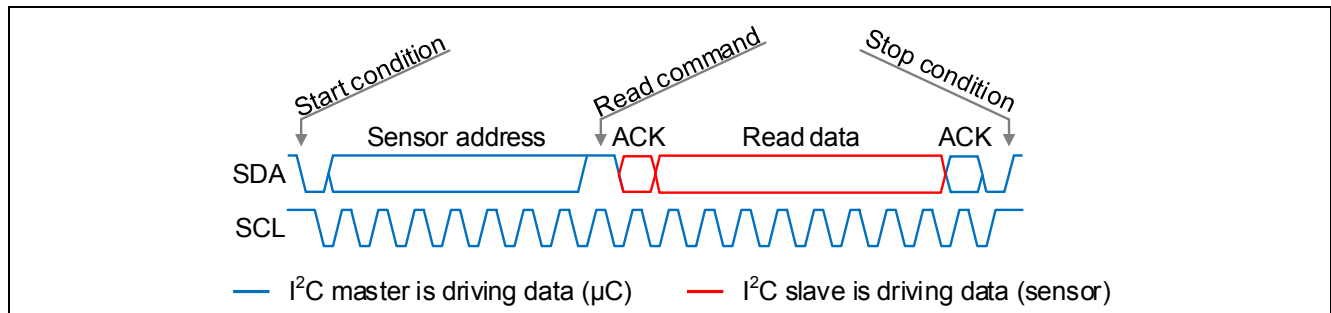 Start condition
Read command
Stop condition
Sensor address
ACK
Read data
ACK
SDA
SCL
I²C master is driving data (µC)
I²C slave is driving data (sensor)